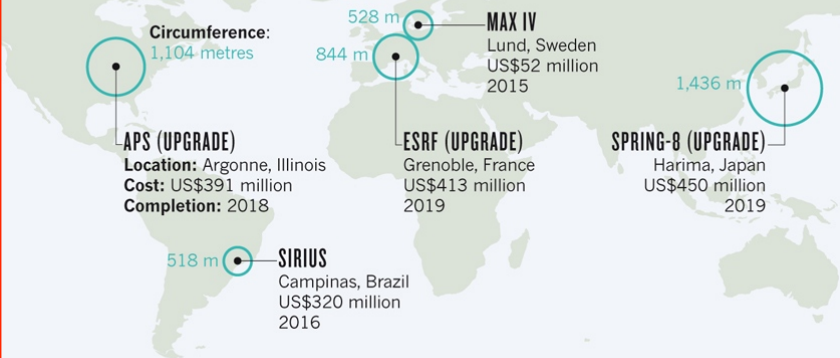 Circumference:
1,104 metres
APS (UPGRADE)
Location: Argonne, Illinois
Cost: US$391 million
Completion: 2018
528 m
MAX IV
Lund, Sweden
US$52 million
2015
844 m
ESRF (UPGRADE)
Grenoble, France
US$413 million
2019
1,436 m
SPRING-8 (UPGRADE)
Harima, Japan
US$450 million
2019
518 m
SIRIUS
Campinas, Brazil
US$320 million
2016